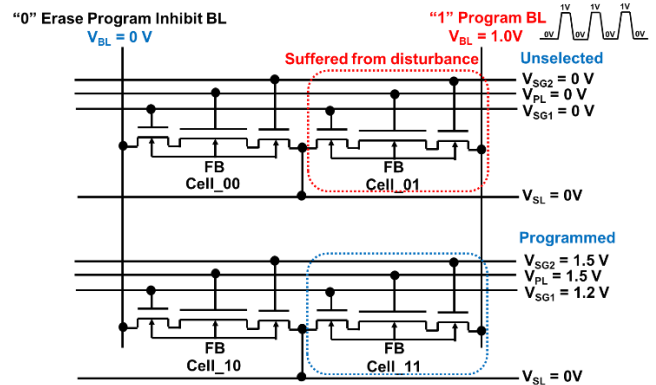 “0” Erase Program Inhibit BL
V_BL = 0 V
“1” Program BL
V_BL = 1.0V
1V 1V 1V
0V 0V 0V 0V
Suffered from disturbance
Unselected
V_SG2 = 0 V
V_PL = 0 V
V_SG1 = 0 V
FB FB
Cell_00 Cell_01
V_SL = 0V
Programmed
V_SG2 = 1.5 V
V_PL = 1.5 V
V_SG1 = 1.2 V
FB FB
Cell_10 Cell_11
V_SL = 0V